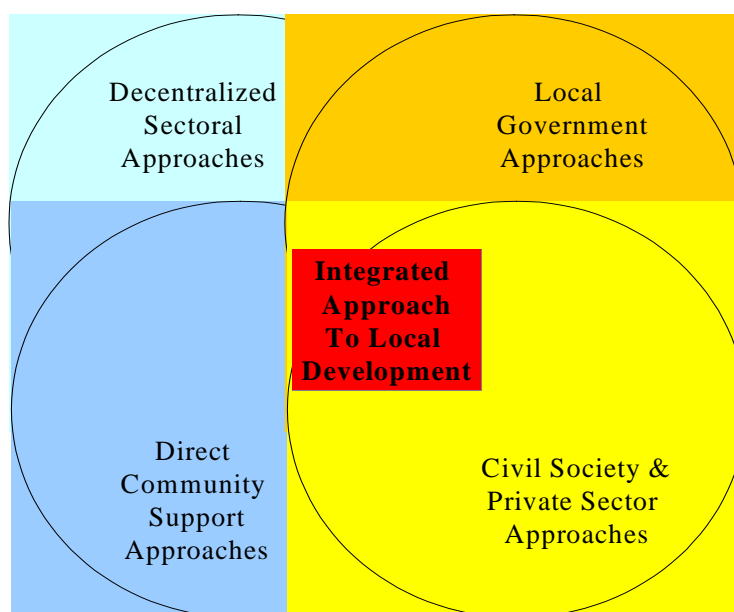 Decentralized
Sectoral
Approaches
Local
Government
Approaches
Integrated
Approach
To Local
Development
Direct
Community
Support
Approaches
Civil Society &
Private Sector
Approaches